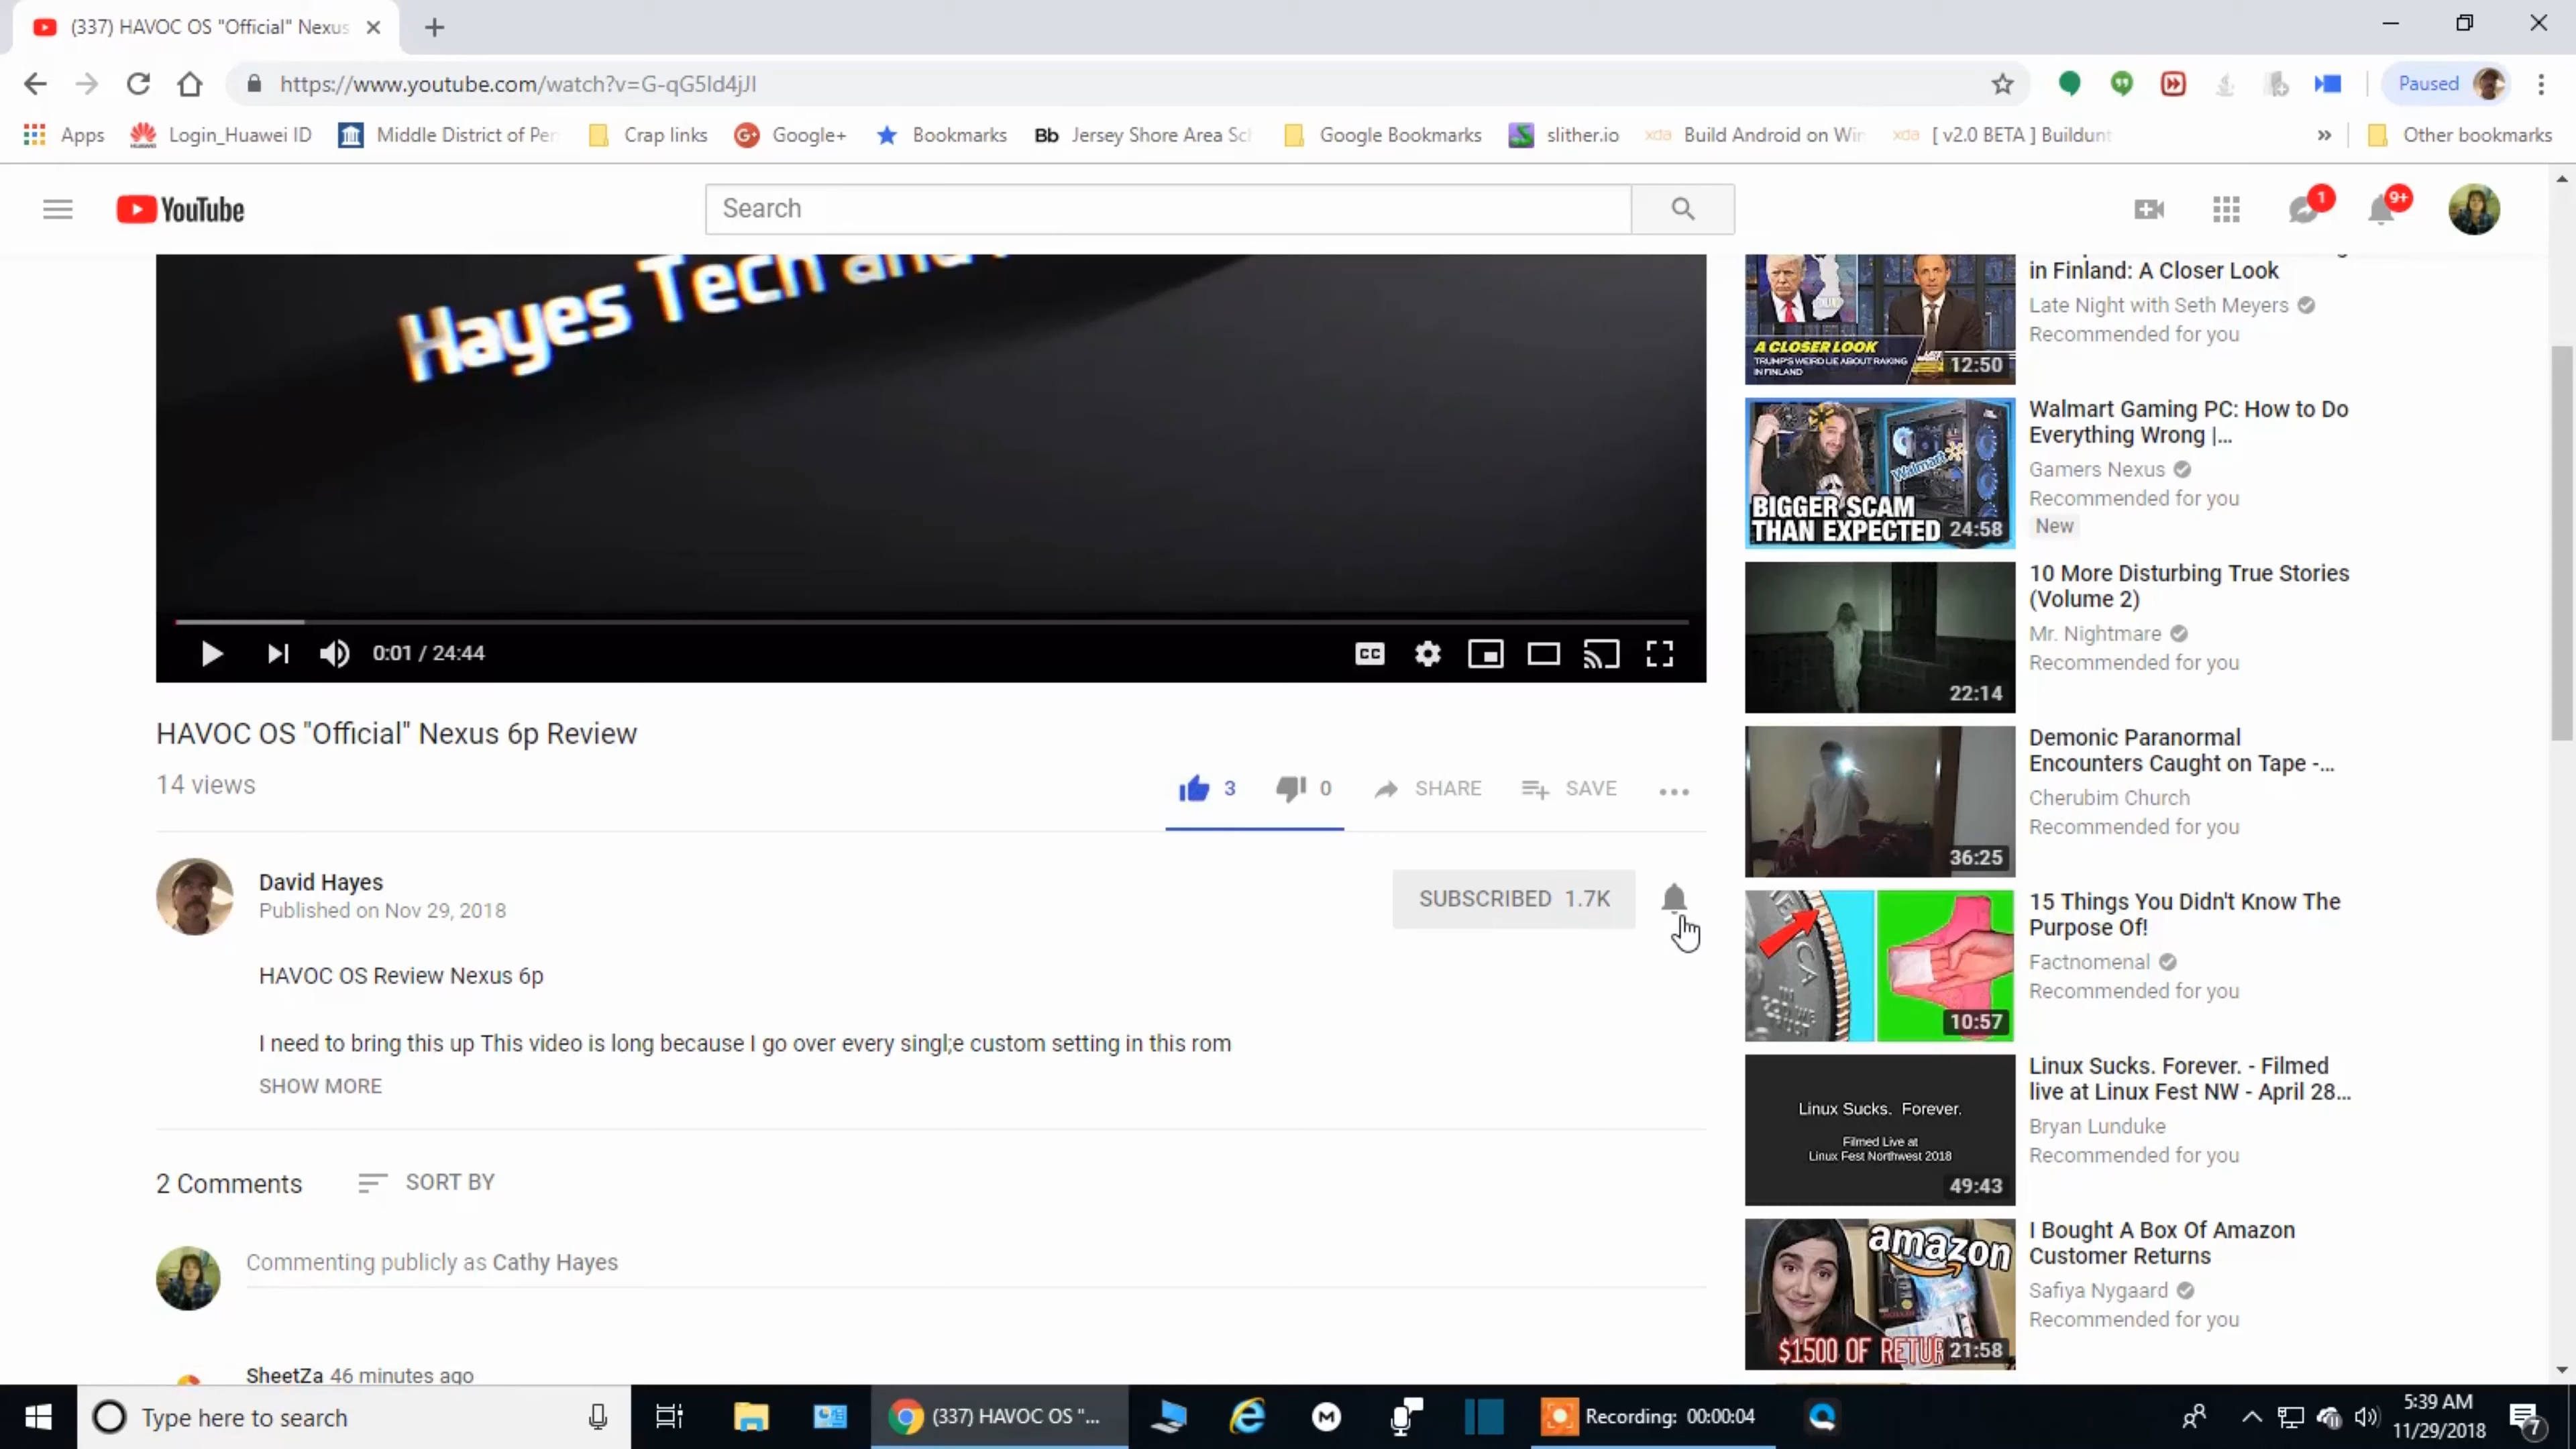 (337) HAVOC OS "Official" Nexus
https://www.youtube.com/watch?v=G-qG5Id4jJI
Paused
Apps
Login_Huawei ID
Middle District of Per
Crap links
Google+
Bookmarks
Bb Jersey Shore Area Sc
Google Bookmarks
slither.io
xda Build Android on Win
xda [ v2.0 BETA ] Buildunt
»
Other bookmarks
YouTube
Search
1
9+
Hayes Tech and
0:01 / 24:44
CC
HAVOC OS "Official" Nexus 6p Review
14 views
3
0
SHARE
SAVE
David Hayes
Published on Nov 29, 2018
SUBSCRIBED 1.7K
HAVOC OS Review Nexus 6p
I need to bring this up This video is long because I go over every singl;e custom setting in this rom
SHOW MORE
2 Comments
SORT BY
Commenting publicly as Cathy Hayes
SheetZa 46 minutes ago
A CLOSER LOOK
TRUMP'S WEIRD LIE ABOUT RAKING
IN FINLAND
12:50
in Finland: A Closer Look
Late Night with Seth Meyers
Recommended for you
Walmart
BIGGER SCAM
THAN EXPECTED
24:58
Walmart Gaming PC: How to Do
Everything Wrong |...
Gamers Nexus
Recommended for you
New
22:14
10 More Disturbing True Stories
(Volume 2)
Mr. Nightmare
Recommended for you
36:25
Demonic Paranormal
Encounters Caught on Tape -...
Cherubim Church
Recommended for you
10:57
15 Things You Didn't Know The
Purpose Of!
Factnomenal
Recommended for you
Linux Sucks. Forever.
Filmed Live at
Linux Fest Northwest 2018
49:43
Linux Sucks. Forever. - Filmed
live at Linux Fest NW - April 28...
Bryan Lunduke
Recommended for you
amazon
$1500 OF RETUR
21:58
I Bought A Box Of Amazon
Customer Returns
Safiya Nygaard
Recommended for you
Type here to search
(337) HAVOC OS "...
Recording: 00:00:04
5:39 AM
11/29/2018
7